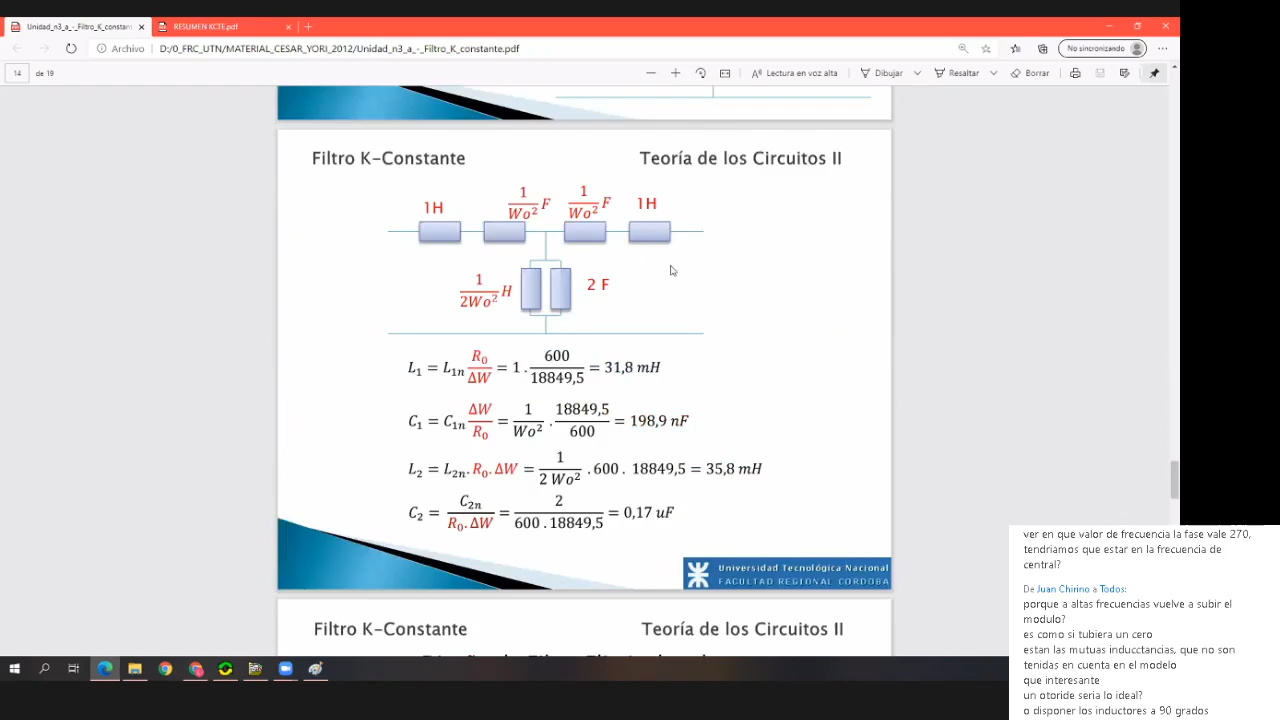 Unidad_n3_a_-_Filtro_K_constant
RESUMEN KCTE.pdf
Archivo
D:/0_FRC_UTN/MATERIAL_CESAR_YORI_2012/Unidad_n3_a_-_Filtro_K_constante.pdf
No sincronizando
14
de 19
Lectura en voz alta
Dibujar
Resaltar
Borrar
Filtro K-Constante
Teoría de los Circuitos II
1H
1/Wo² F
1/Wo² F
1H
1/2Wo² H
2 F
L₁ = L₁ₙ R₀/ΔW = 1 . 600/18849,5 = 31,8 mH
C₁ = C₁ₙ ΔW/R₀ = 1/Wo² . 18849,5/600 = 198,9 nF
L₂ = L₂ₙ. R₀. ΔW = 1/2 Wo² . 600 . 18849,5 = 35,8 mH
C₂ = C₂ₙ/R₀. ΔW = 2/600 . 18849,5 = 0,17 uF
Universidad Tecnológica Nacional
FACULTAD REGIONAL CORDOBA
Filtro K-Constante
Teoría de los Circuitos II
ver en que valor de frecuencia la fase vale 270,
tendriamos que estar en la frecuencia de
central?
De Juan Chirino a Todos:
porque a altas frecuencias vuelve a subir el
modulo?
es como si tubiera un cero
estan las mutuas inducctancias, que no son
tenidas en cuenta en el modelo
que interesante
un otoride seria lo ideal?
o disponer los inductores a 90 grados